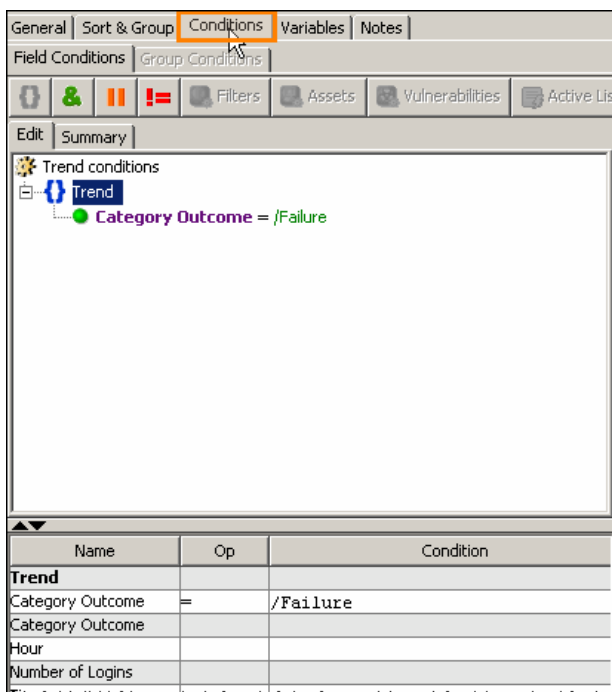 General Sort & Group Conditions Variables Notes
Field Conditions Group Conditions
{} & || != Filters Assets Vulnerabilities Active Lis
Edit Summary
Trend conditions
{} Trend
Category Outcome = /Failure
Name Op Condition
Trend
Category Outcome = /Failure
Category Outcome
Hour
Number of Logins